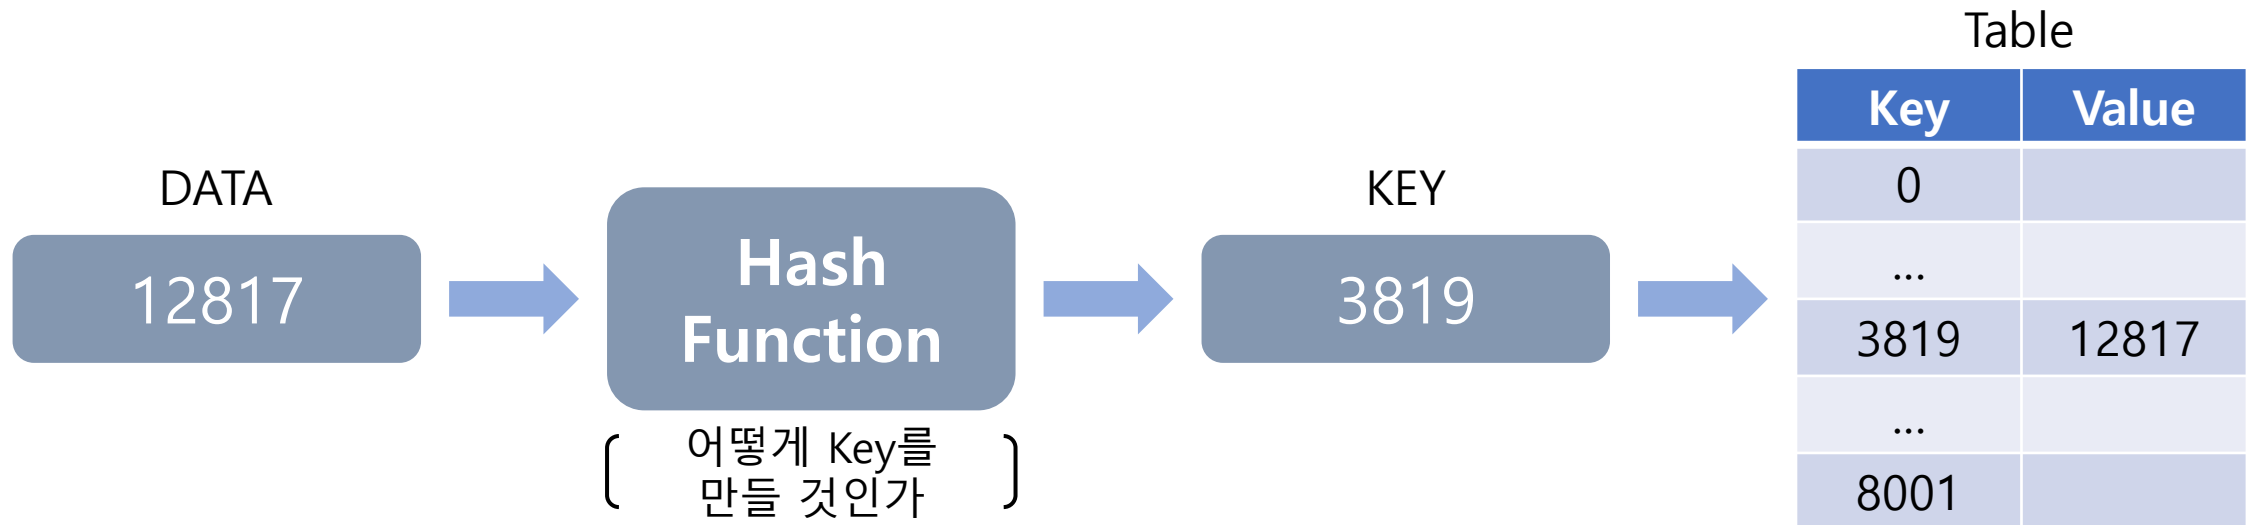 DATA
12817
Hash
Function
어떻게 Key를
만들 것인가
KEY
3819
Table
Key Value
0
...
3819 12817
...
8001